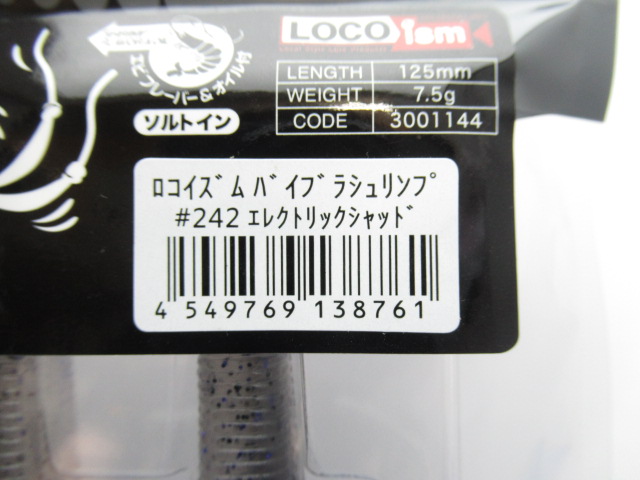 LOCO ism
LENGTH 125mm
WEIGHT 7.5g
CODE 3001144
エビフレーバー&オイル付
ソルトイン
ﾛｺｲｽﾞﾑ ﾊﾞｲﾌﾞﾗｼｭﾘﾝﾌﾟ
#242 ｴﾚｸﾄﾘｯｸｼｬｯﾄﾞ
4 549769 138761